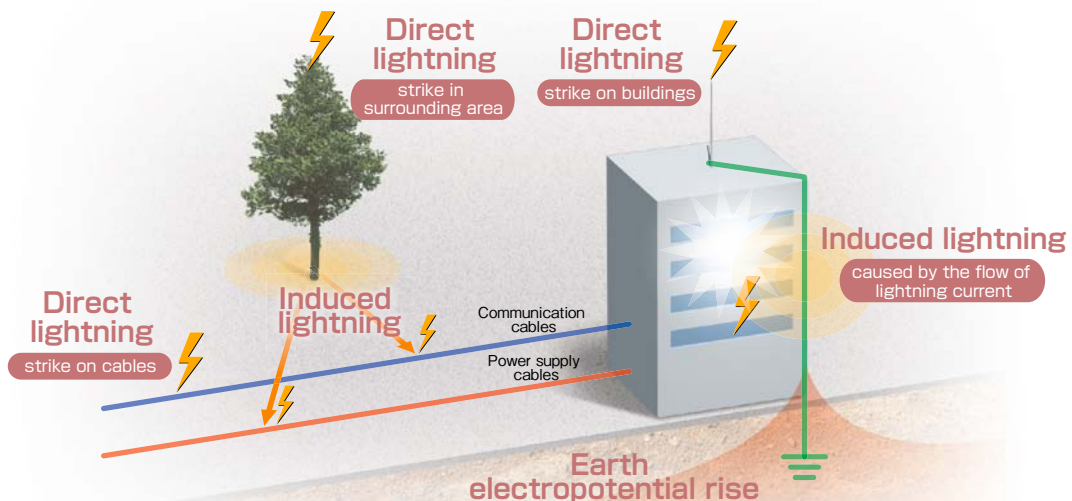 Direct
lightning
strike in
surrounding area
Direct
lightning
strike on buildings
Induced lightning
caused by the flow of
lightning current
Direct
lightning
strike on cables
Induced
lightning
Communication
cables
Power supply
cables
Earth
electropotential rise